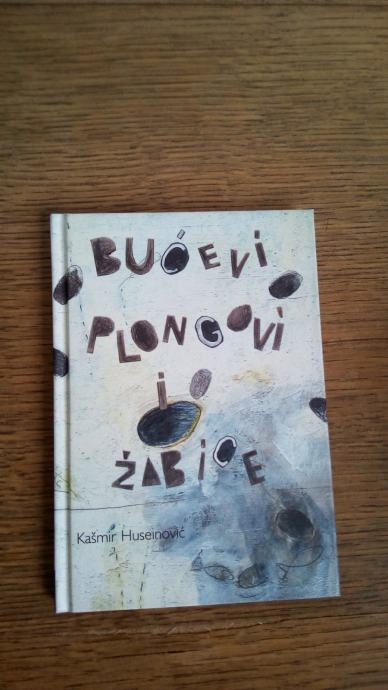 BUĆEVI
PLONGOVI
i
ŽABICE
Kašmir Huseinović